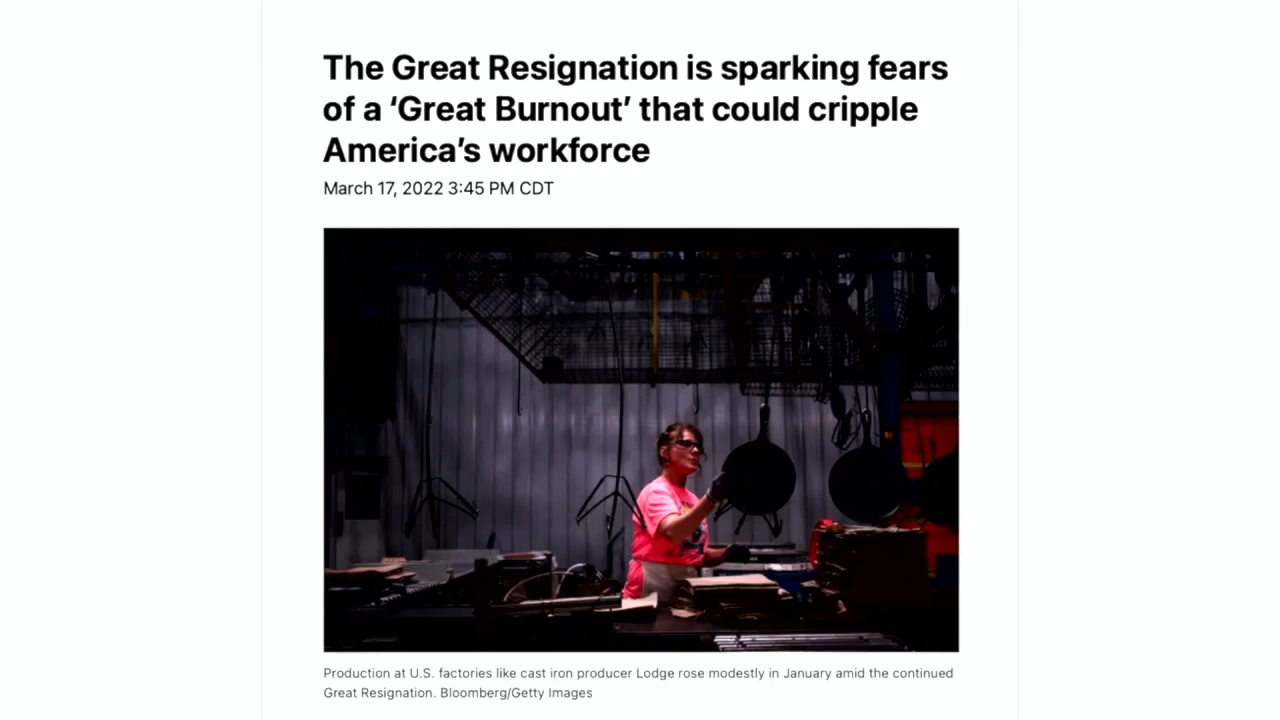 The Great Resignation is sparking fears
of a ‘Great Burnout’ that could cripple
America’s workforce
March 17, 2022 3:45 PM CDT
Production at U.S. factories like cast iron producer Lodge rose modestly in January amid the continued
Great Resignation. Bloomberg/Getty Images